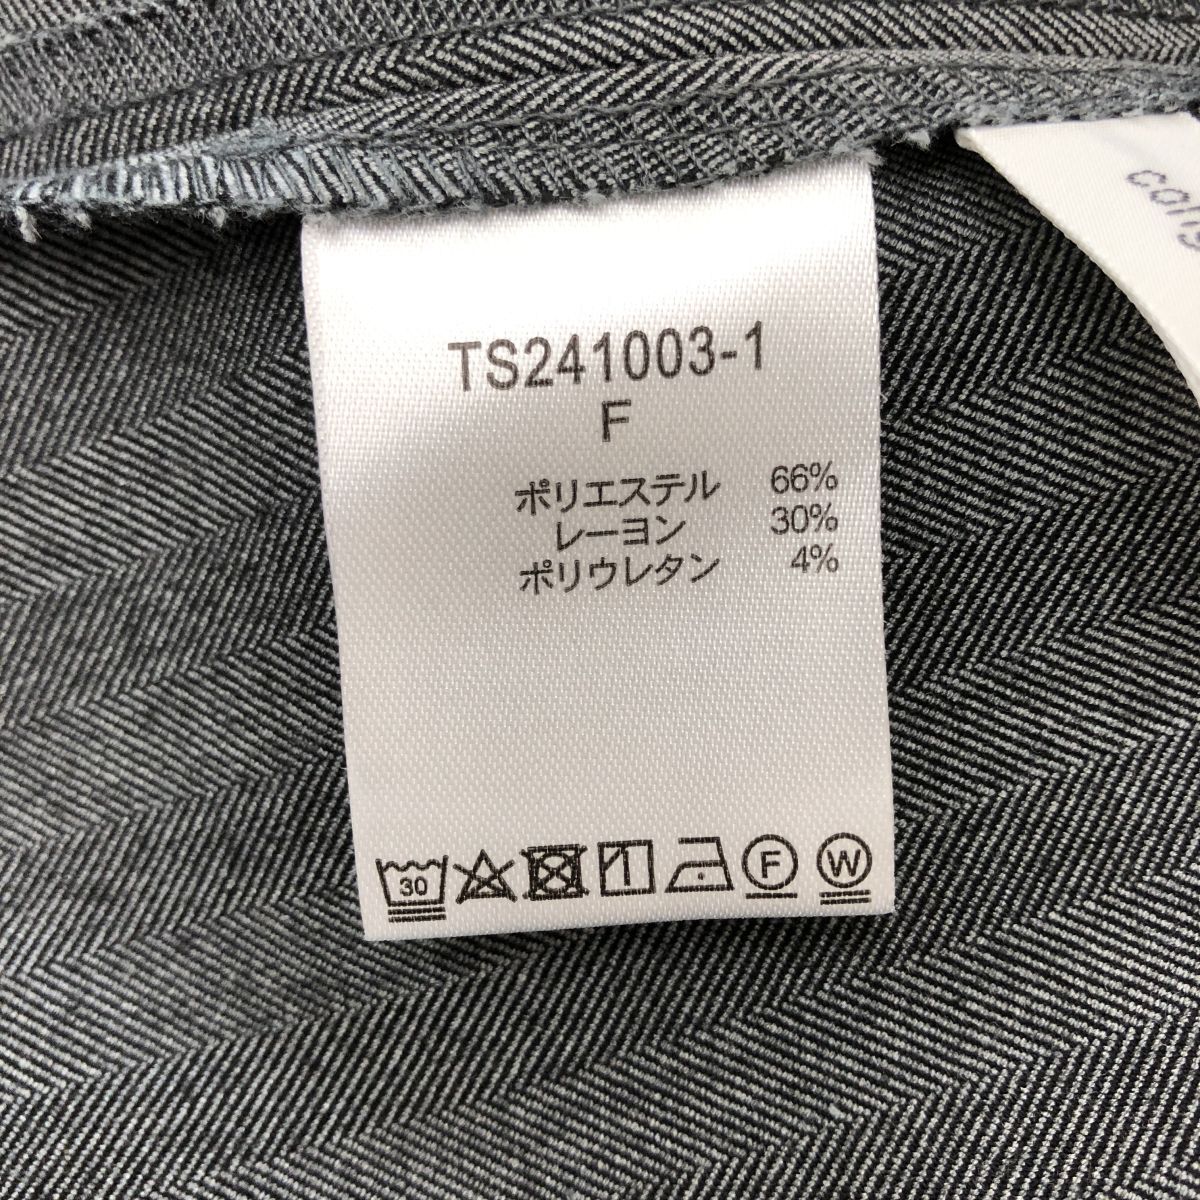 TS241003-1
F
ポリエステル 66%
レーヨン 30%
ポリウレタン 4%
30 F W